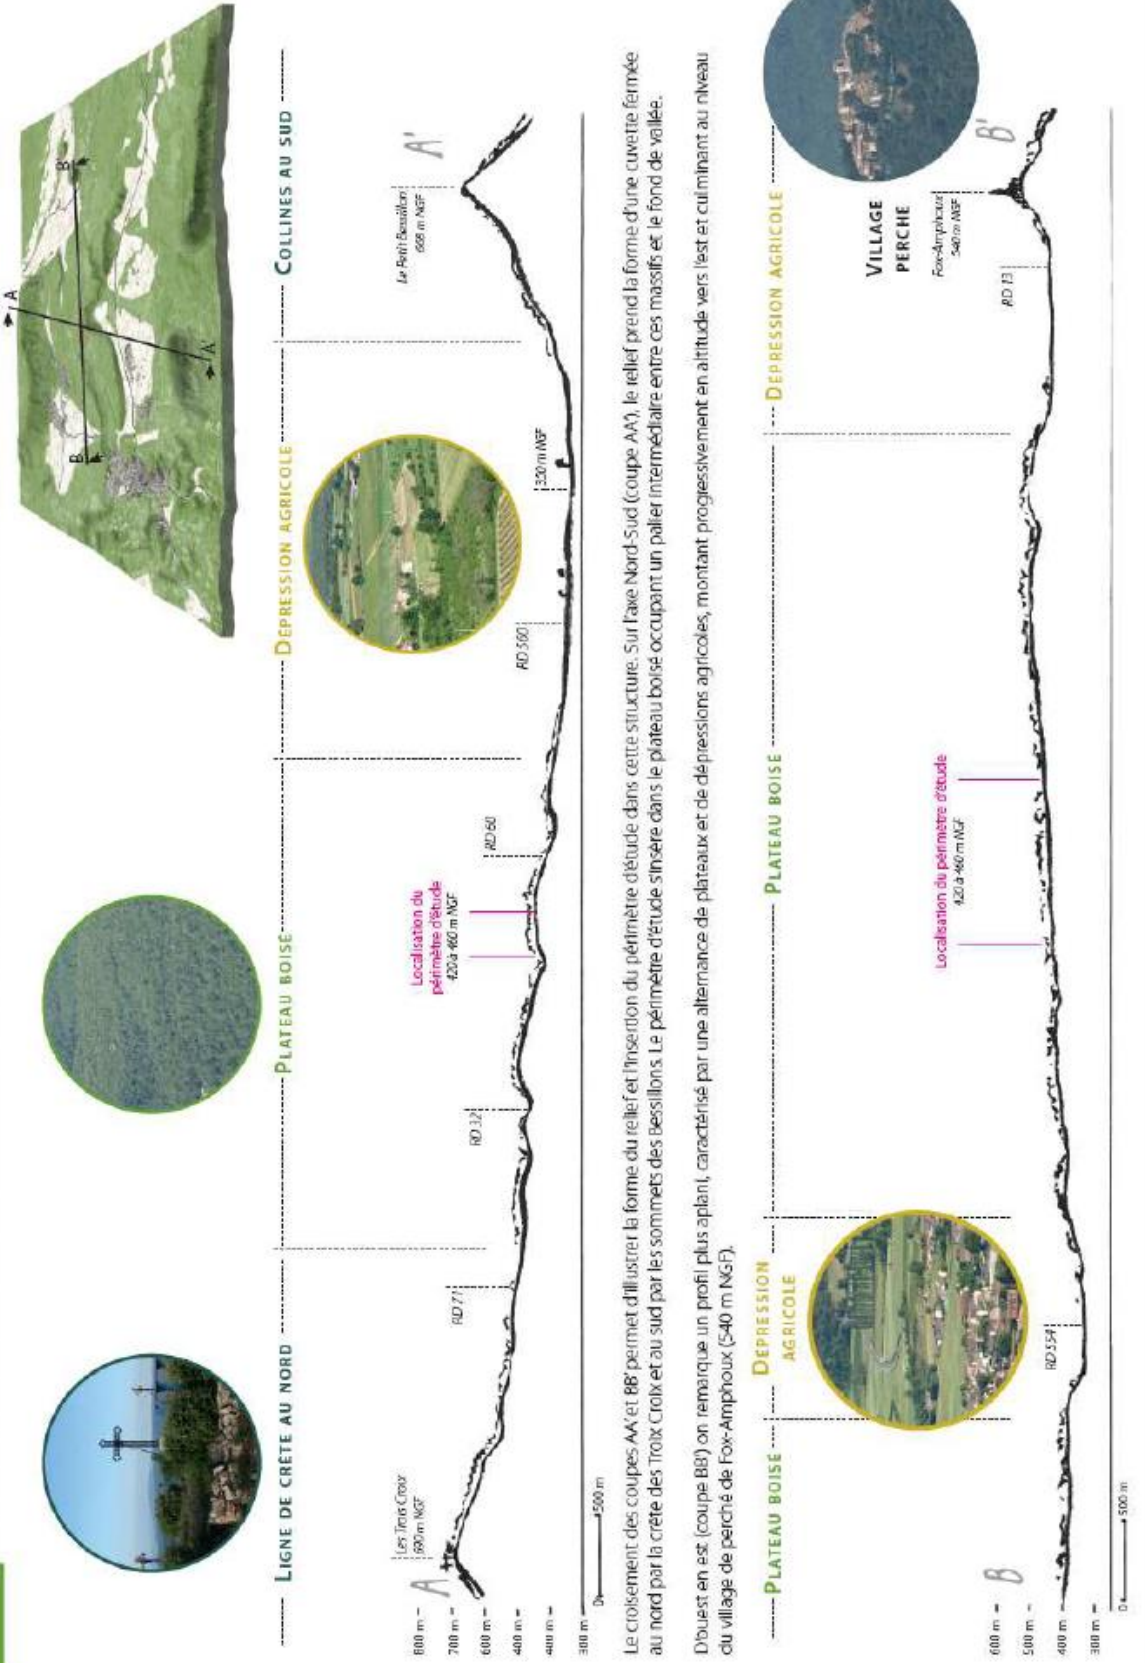 A
B'
B
A'
LIGNE DE CRÊTE AU NORD
PLATEAU BOISÉ
DÉPRESSION AGRICOLE
COLLINES AU SUD
A
Les Trois Croix
690 m NGF
RD 71
RD 32
Localisation du
périmètre d'étude
420 à 460 m NGF
RD 60
RD 560
350 m NGF
Le Petit Bessillon
668 m NGF
A'
800 m
700 m
600 m
400 m
400 m
300 m
0 500 m
Le croisement des coupes AA' et BB' permet d'illustrer la forme du relief et l'insertion du périmètre d'étude dans cette structure. Sur l'axe Nord-Sud (coupe AA'), le relief prend la forme d'une cuvette fermée
au nord par la crête des Trois Croix et au sud par les sommets des Bessillons. Le périmètre d'étude s'insère dans le plateau boisé occupant un palier intermédiaire entre ces massifs et le fond de vallée.
D'ouest en est (coupe BB') on remarque un profil plus aplani, caractérisé par une alternance de plateaux et de dépressions agricoles, montant progressivement en altitude vers l'est et culminant au niveau
du village de perché de Fox-Amphoux (540 m NGF).
PLATEAU BOISÉ
DÉPRESSION
AGRICOLE
PLATEAU BOISÉ
DÉPRESSION AGRICOLE
VILLAGE
PERCHÉ
B
RD 554
Localisation du périmètre d'étude
420 à 460 m NGF
RD 13
Fox-Amphoux
540 m NGF
B'
600 m
500 m
400 m
300 m
0 500 m